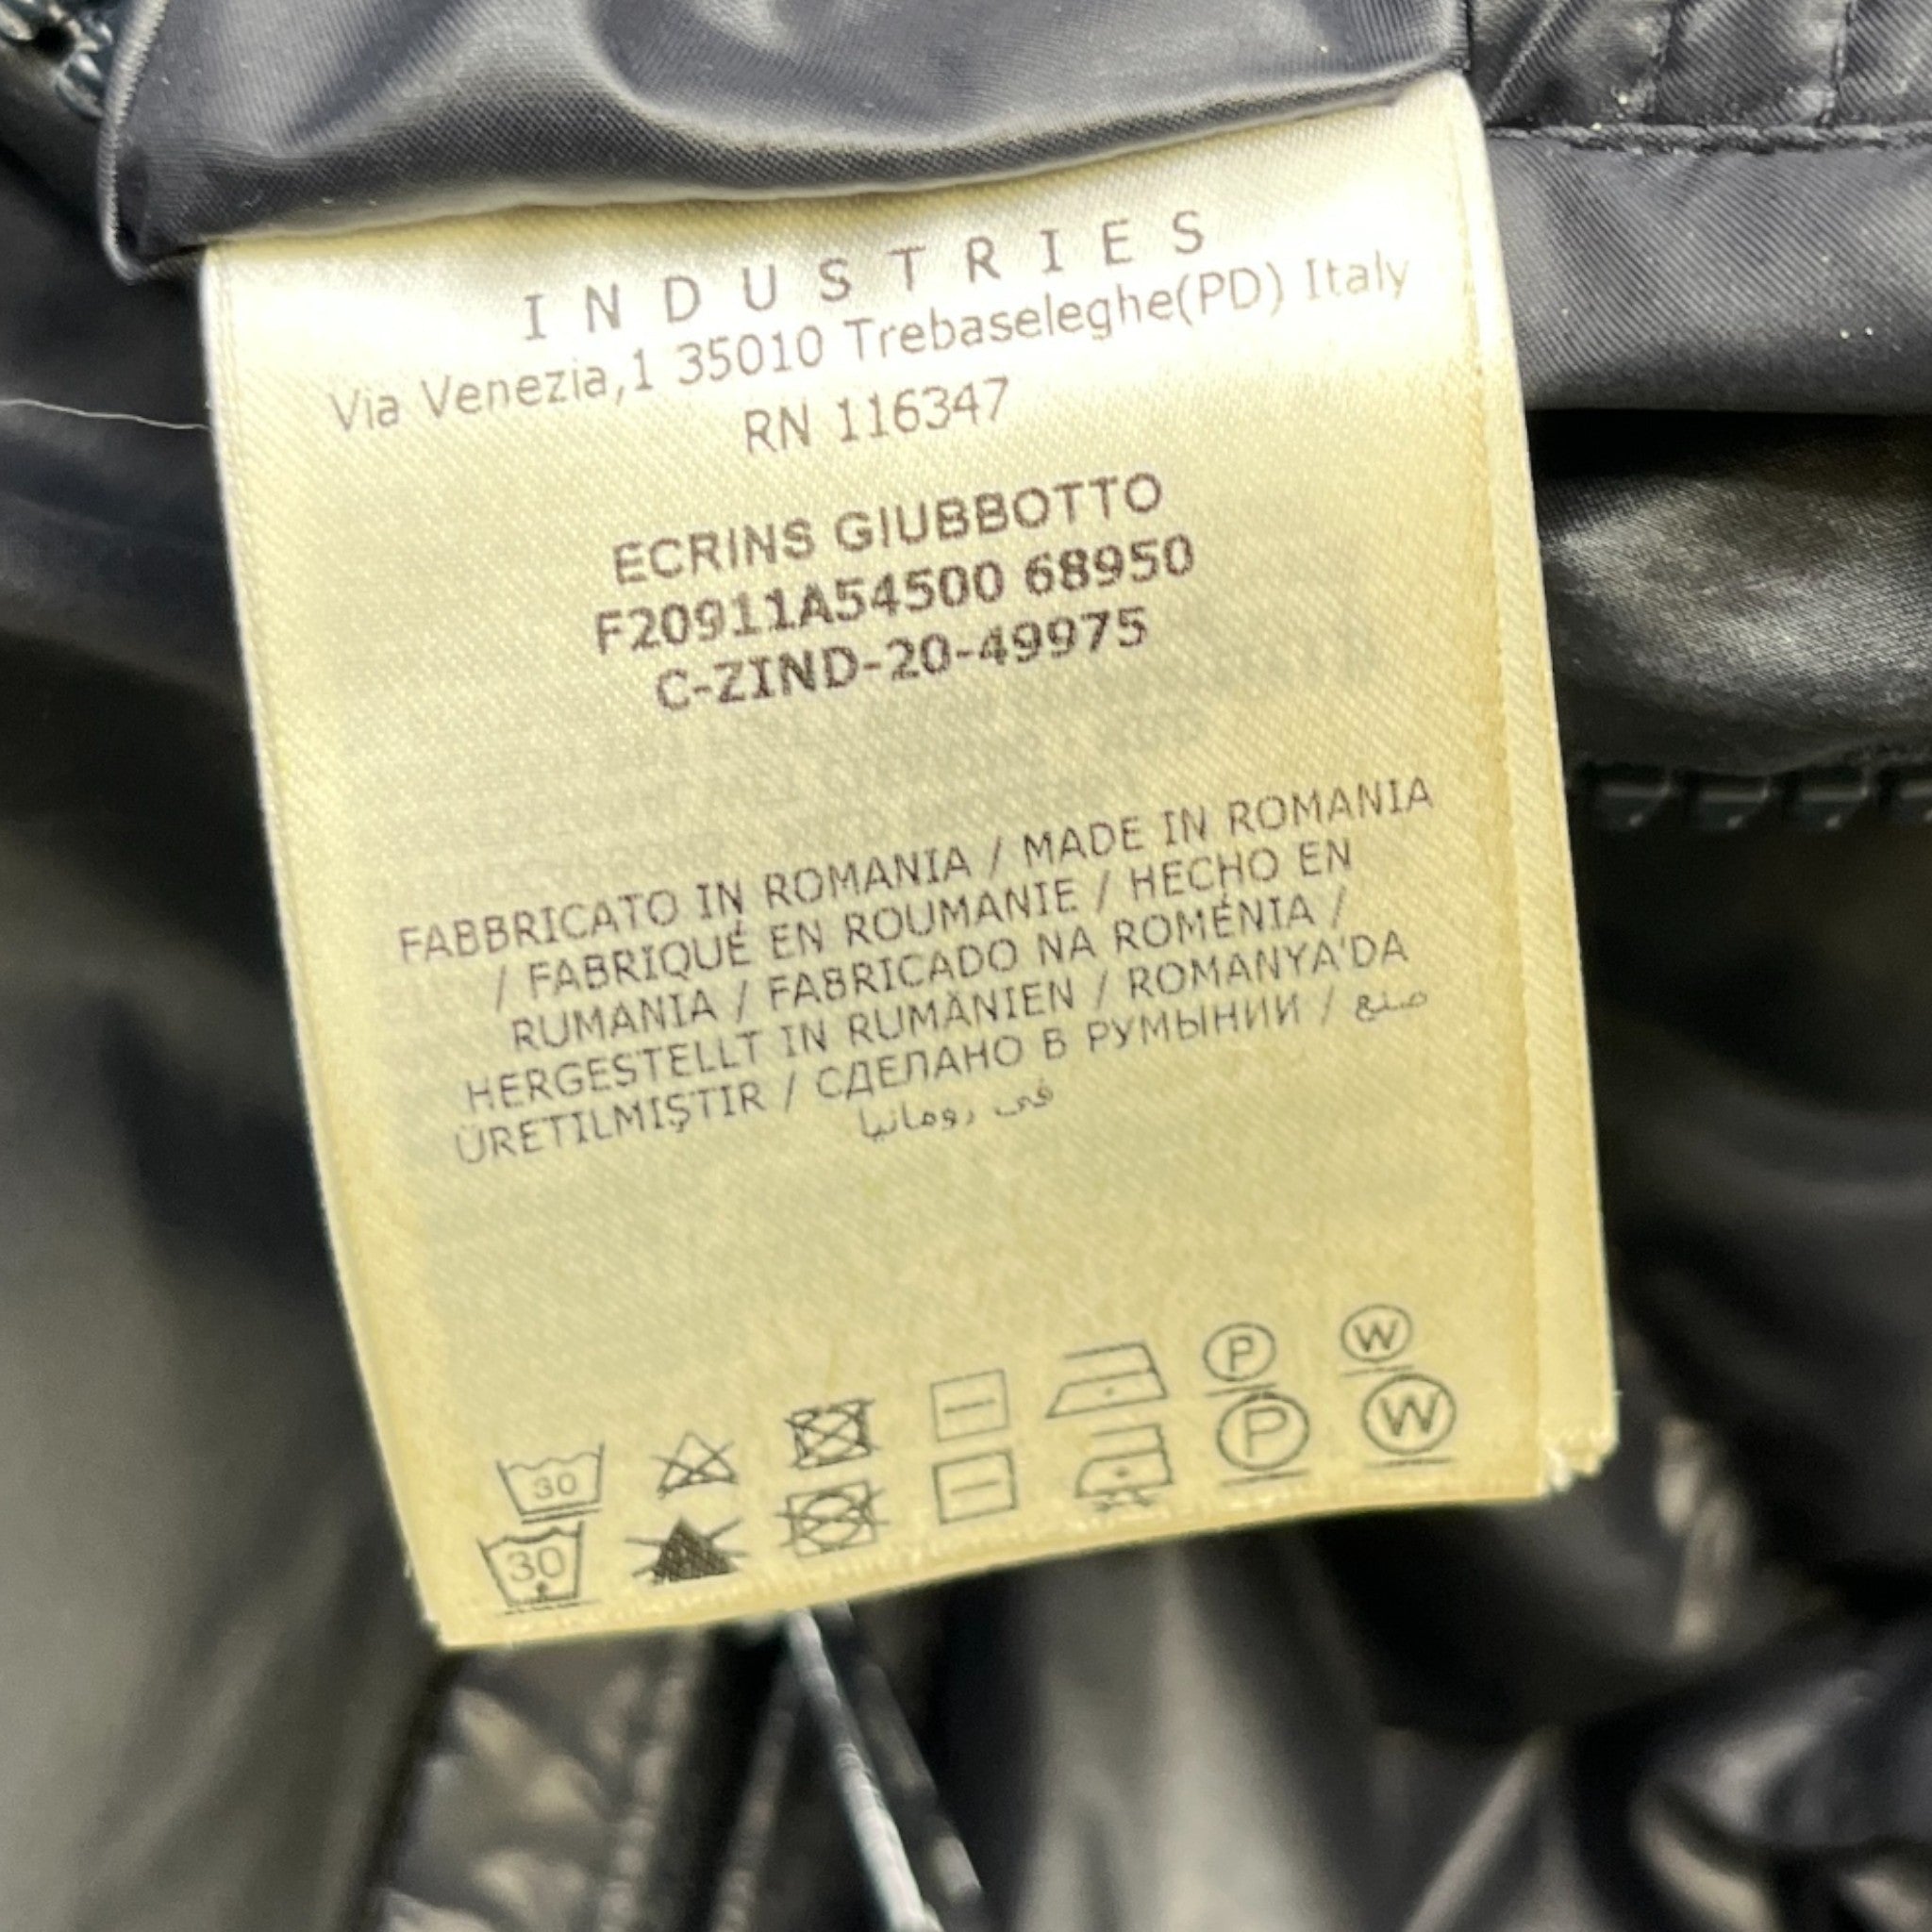 INDUSTRIES
Via Venezia,1 35010 Trebaseleghe(PD) Italy
RN 116347
ECRINS GIUBBOTTO
F20911A54500 68950
C-ZIND-20-49975
FABBRICATO IN ROMANIA / MADE IN ROMANIA
/ FABRIQUÉ EN ROUMANIE / HECHO EN
RUMANIA / FABRICADO NA ROMÉNIA /
HERGESTELLT IN RUMÄNIEN / ROMANYA'DA
ÜRETILMIŞTIR / СДЕЛАНО В РУМЫНИИ / صنع
في رومانيا
30 P W
30 P W